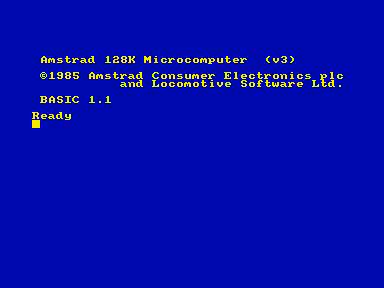 Amstrad 128K Microcomputer  (v3)
©1985 Amstrad Consumer Electronics plc
and Locomotive Software Ltd.
BASIC 1.1
Ready